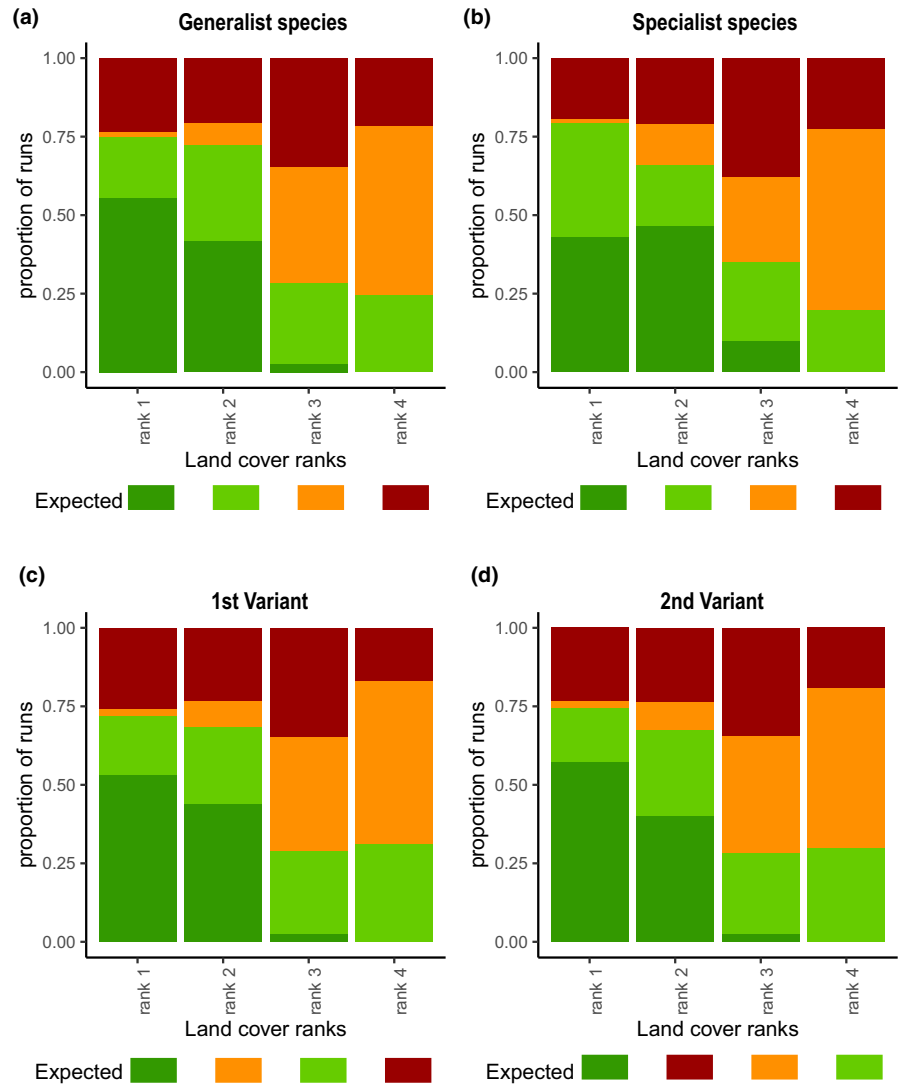 (a)
Generalist species
proportion of runs
1.00
0.75
0.50
0.25
0.00
rank 1
rank 2
rank 3
rank 4
Land cover ranks
Expected
(b)
Specialist species
proportion of runs
1.00
0.75
0.50
0.25
0.00
rank 1
rank 2
rank 3
rank 4
Land cover ranks
Expected
(c)
1st Variant
proportion of runs
1.00
0.75
0.50
0.25
0.00
rank 1
rank 2
rank 3
rank 4
Land cover ranks
Expected
(d)
2nd Variant
proportion of runs
1.00
0.75
0.50
0.25
0.00
rank 1
rank 2
rank 3
rank 4
Land cover ranks
Expected